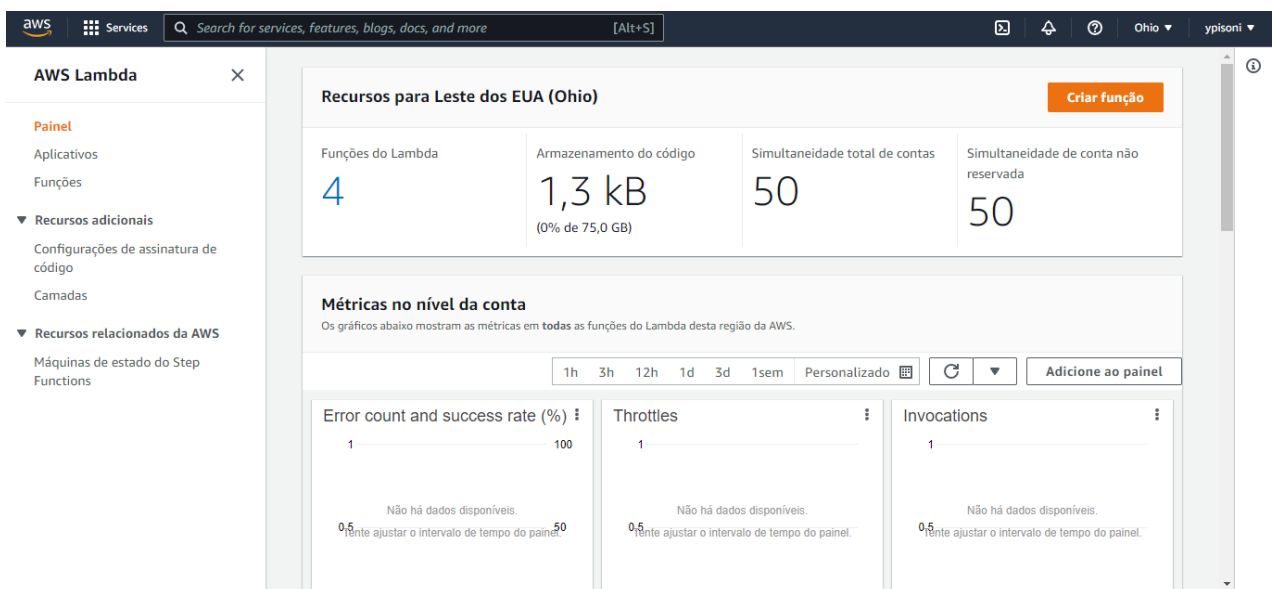 aws
Services
Search for services, features, blogs, docs, and more
[Alt+S]
Ohio
ypisoni
AWS Lambda
Painel
Aplicativos
Funções
Recursos adicionais
Configurações de assinatura de
código
Camadas
Recursos relacionados da AWS
Máquinas de estado do Step
Functions
Recursos para Leste dos EUA (Ohio)
Criar função
Funções do Lambda
4
Armazenamento do código
1,3 kB
(0% de 75,0 GB)
Simultaneidade total de contas
50
Simultaneidade de conta não
reservada
50
Métricas no nível da conta
Os gráficos abaixo mostram as métricas em todas as funções do Lambda desta região da AWS.
1h 3h 12h 1d 3d 1sem Personalizado
Adicione ao painel
Error count and success rate (%)
1 100
Não há dados disponíveis.
0.5 50
Tente ajustar o intervalo de tempo do painel.
Throttles
1
Não há dados disponíveis.
0.5
Tente ajustar o intervalo de tempo do painel.
Invocations
1
Não há dados disponíveis.
0.5
Tente ajustar o intervalo de tempo do painel.